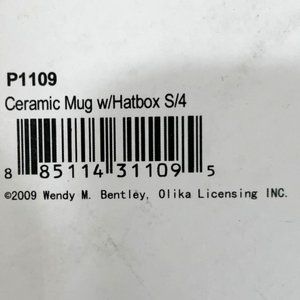 P1109
Ceramic Mug w/Hatbox S/4
8 85114 31109 5
©2009 Wendy M. Bentley, Olika Licensing INC.